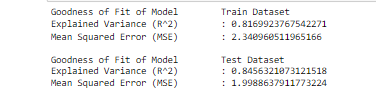 Goodness of Fit of Model Train Dataset
Explained Variance (R^2) : 0.8169923767542271
Mean Squared Error (MSE) : 2.340960511965166
Goodness of Fit of Model Test Dataset
Explained Variance (R^2) : 0.8456321073121518
Mean Squared Error (MSE) : 1.9988637911773224